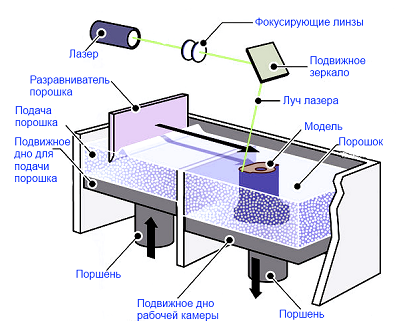 Фокусирующие линзы
Лазер
Подвижное
зеркало
Разравниватель
порошка
Луч лазера
Подача
порошка
Модель
Порошок
Подвижное
дно для
подачи
порошка
Поршень
Подвижное дно
рабочей камеры
Поршень